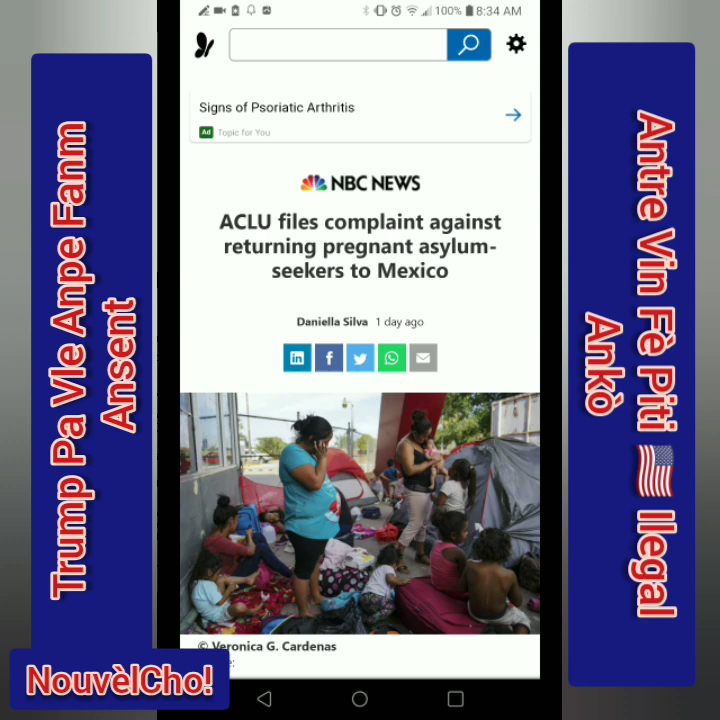 8:34 AM
100%
Signs of Psoriatic Arthritis
Ad Topic for You
NBC NEWS
ACLU files complaint against
returning pregnant asylum-
seekers to Mexico
Daniella Silva 1 day ago
© Veronica G. Cardenas
Trump Pa Vle Anpe Fanm
Ansent
Antre Vin Fè Piti Ilegal
Ankò
NouvèlCho!